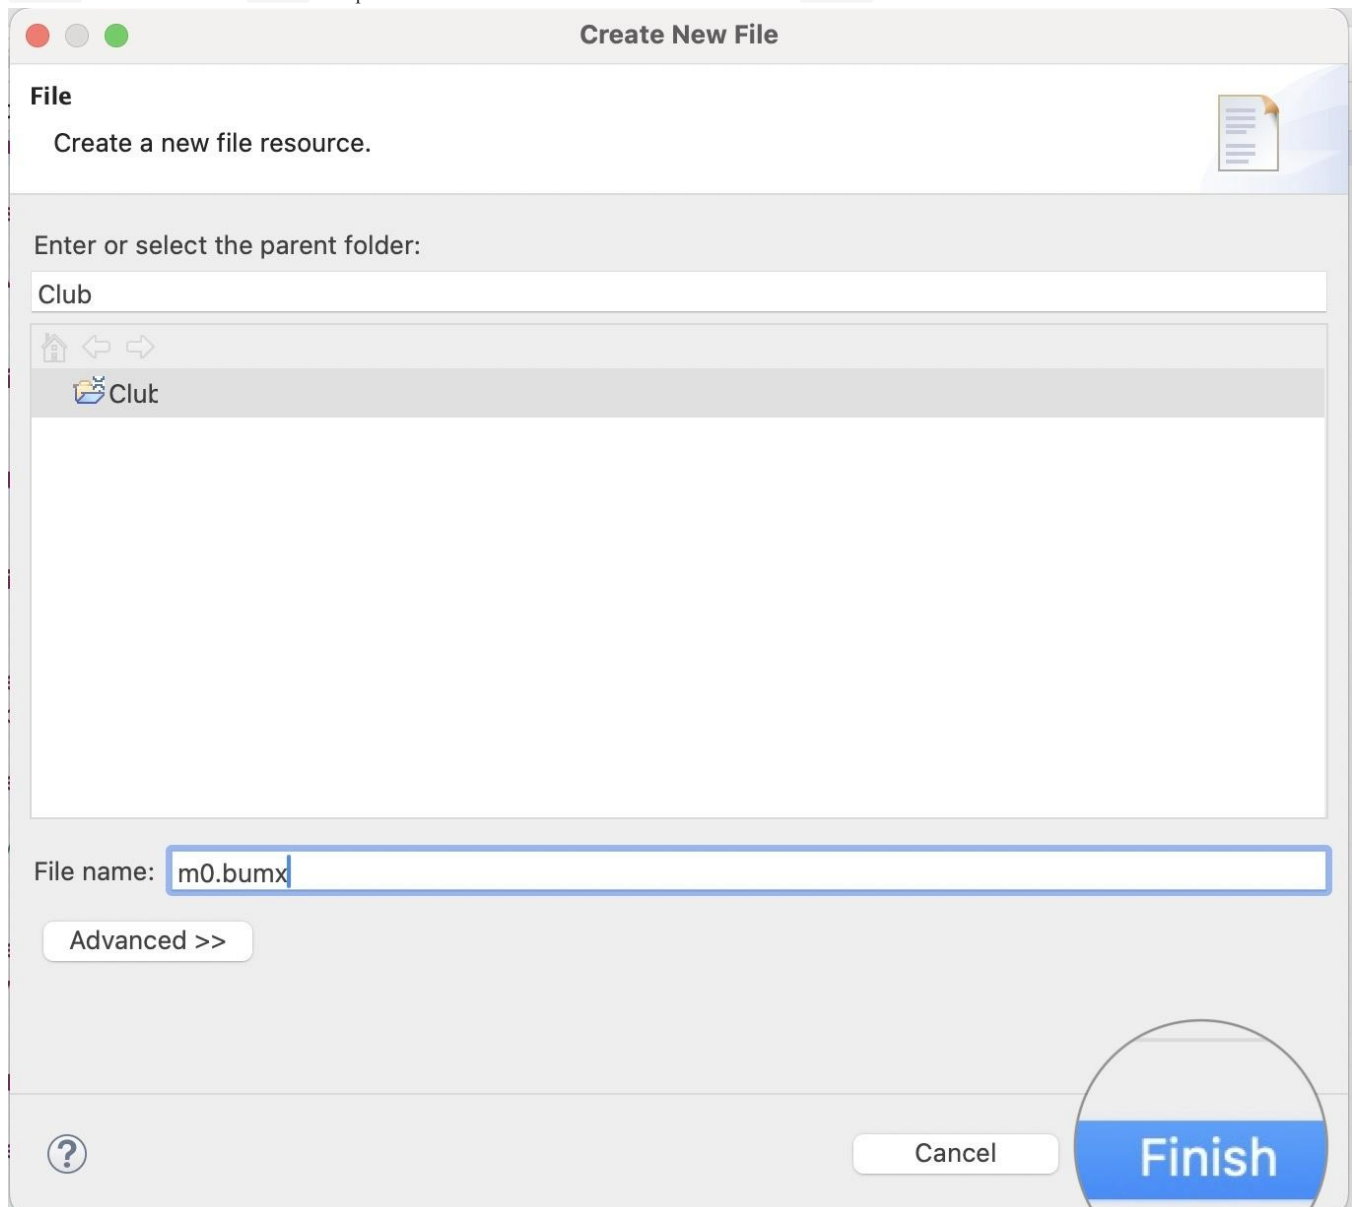 Create New File
File
Create a new file resource.
Enter or select the parent folder:
Club
Club
File name: m0.bumx
Advanced >>
?
Cancel
Finish